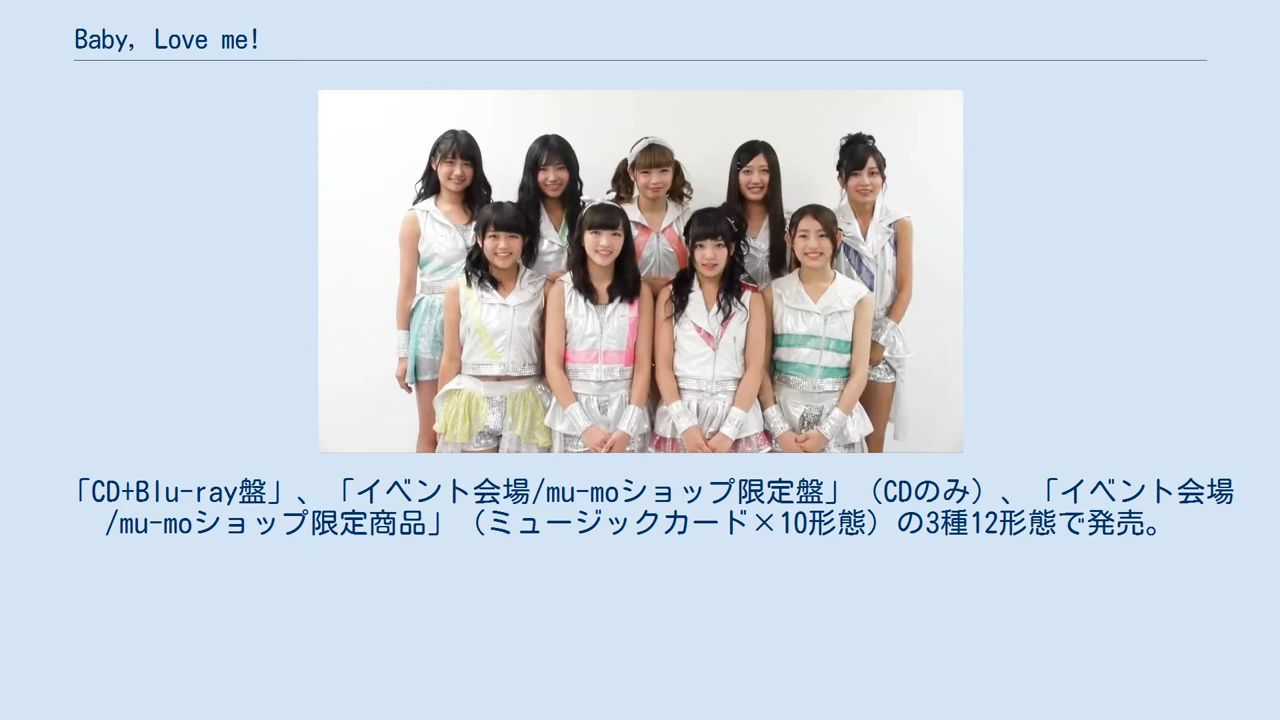 Baby, Love me!
「CD+Blu-ray盤」、「イベント会場/mu-moショップ限定盤」（CDのみ）、「イベント会場
/mu-moショップ限定商品」（ミュージックカード×10形態）の3種12形態で発売。